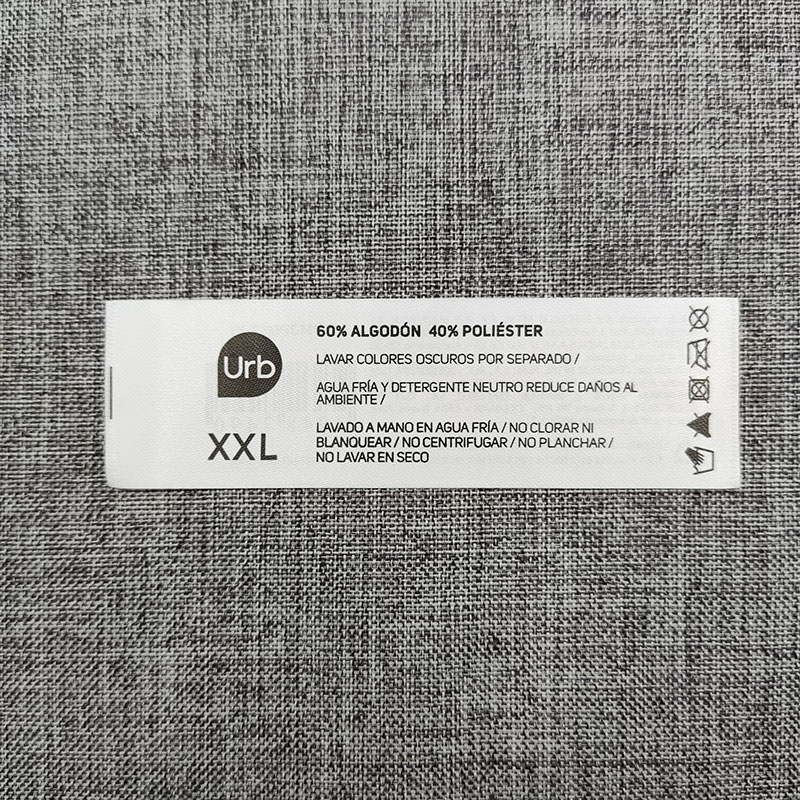 Urb
XXL
60% ALGODÓN 40% POLIÉSTER
LAVAR COLORES OSCUROS POR SEPARADO /
AGUA FRÍA Y DETERGENTE NEUTRO REDUCE DAÑOS AL
AMBIENTE /
LAVADO A MANO EN AGUA FRÍA / NO CLORAR NI
BLANQUEAR / NO CENTRIFUGAR / NO PLANCHAR /
NO LAVAR EN SECO